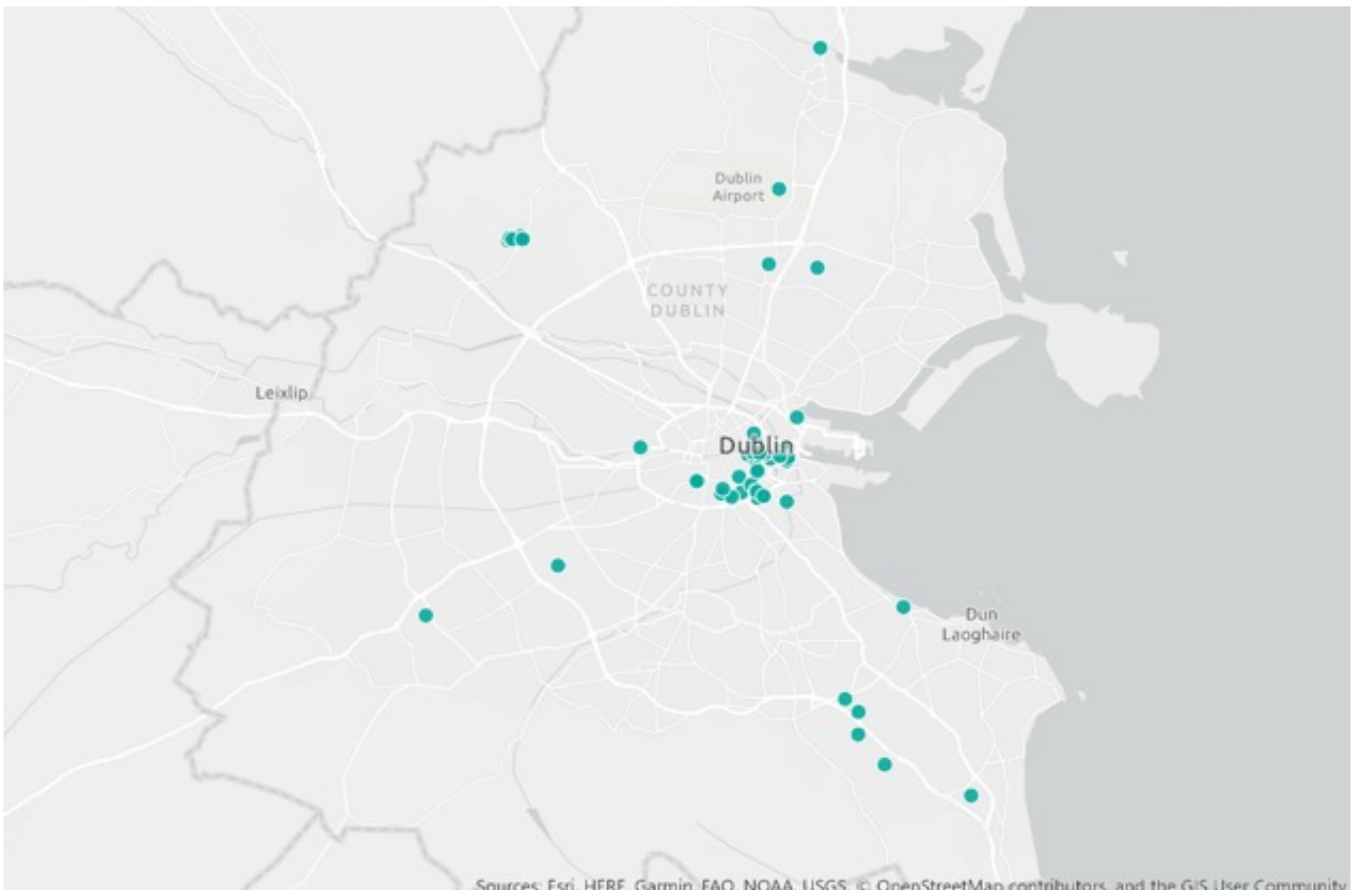 Dublin
Airport
COUNTY
DUBLIN
Leixlip
Dublin
Dun
Laoghaire
Sources: Esri, HERE, Garmin, FAO, NOAA, USGS, © OpenStreetMap contributors, and the GIS User Community